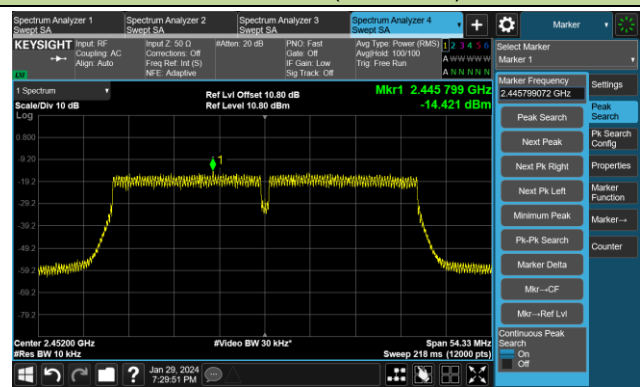 Spectrum Analyzer 1
Swept SA
Spectrum Analyzer 2
Swept SA
Spectrum Analyzer 3
Swept SA
Spectrum Analyzer 4
Swept SA
Marker
KEYSIGHT
Input: RF
Coupling: AC
Align: Auto
Input Z: 50 Ω
Corrections: Off
Freq Ref: Int (S)
NFE: Adaptive
#Atten: 20 dB
PNO: Fast
Gate: Off
IF Gain: Low
Sig Track: Off
Avg Type: Power (RMS)
Avg|Hold: 100/100
Trig: Free Run
1 2 3 4 5 6
A W W W W W
A N N N N N
Select Marker
Marker 1
1 Spectrum
Scale/Div 10 dB
Log
Ref Lvl Offset 10.80 dB
Ref Level 10.80 dBm
Mkr1 2.445 799 GHz
-14.421 dBm
0.800
-9.20
-19.2
-29.2
-39.2
-49.2
-59.2
-69.2
-79.2
1
Center 2.45200 GHz
#Res BW 10 kHz
#Video BW 30 kHz*
Span 54.33 MHz
Sweep 218 ms (12000 pts)
Marker Frequency
2.445799072 GHz
Peak Search
Next Peak
Next Pk Right
Next Pk Left
Minimum Peak
Pk-Pk Search
Marker Delta
Mkr→CF
Mkr→Ref Lvl
Continuous Peak
Search
On
Off
Settings
Peak
Search
Pk Search
Config
Properties
Marker
Function
Marker→
Counter
Jan 29, 2024
7:29:51 PM